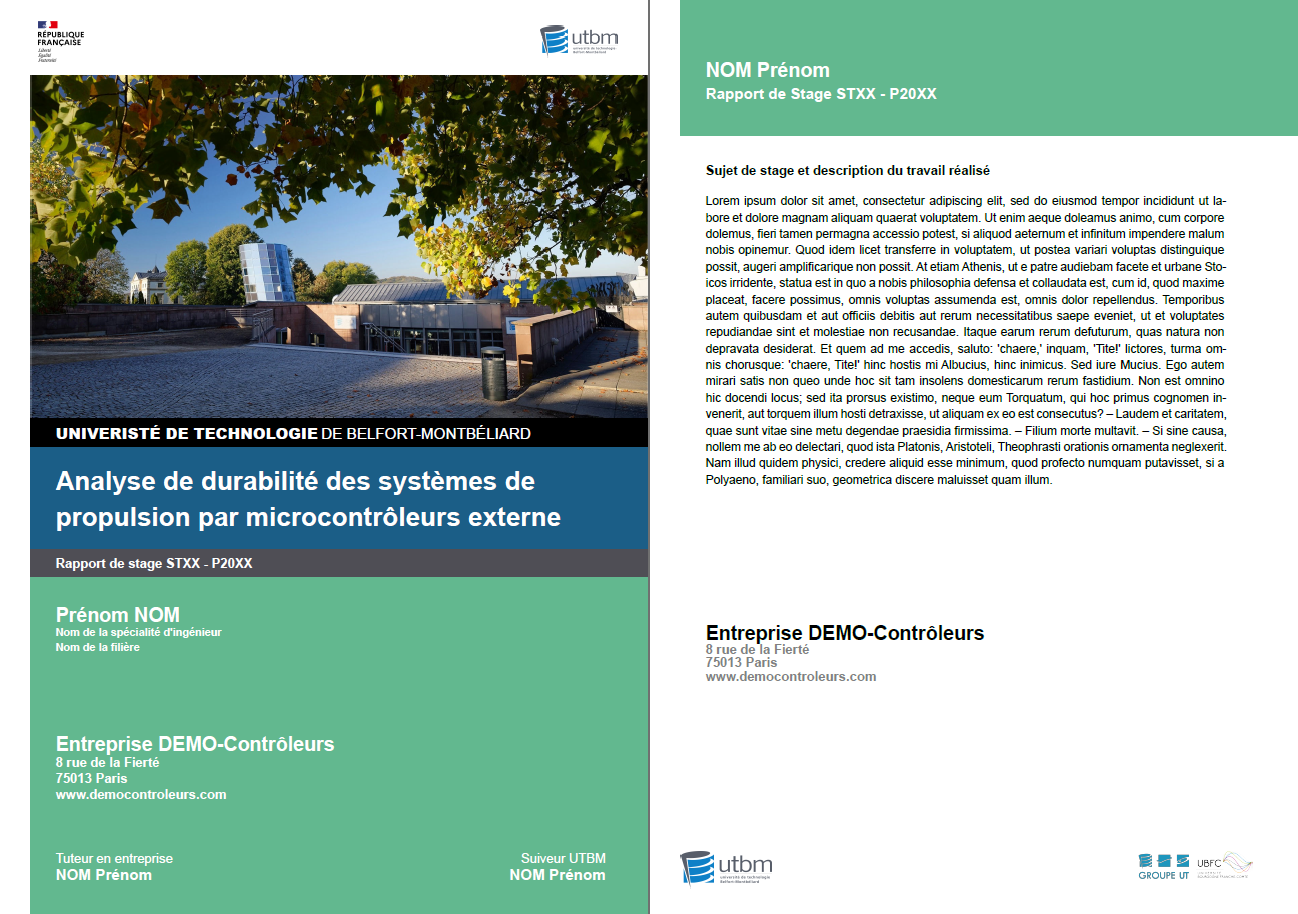 RÉPUBLIQUE
FRANÇAISE
Liberté
Égalité
Fraternité
utbm
université de technologie
Belfort-Montbéliard
UNIVERISTÉ DE TECHNOLOGIE DE BELFORT-MONTBÉLIARD
Analyse de durabilité des systèmes de
propulsion par microcontrôleurs externe
Rapport de stage STXX - P20XX
Prénom NOM
Nom de la spécialité d'ingénieur
Nom de la filière
Entreprise DEMO-Contrôleurs
8 rue de la Fierté
75013 Paris
www.democontroleurs.com
Tuteur en entreprise
NOM Prénom
Suiveur UTBM
NOM Prénom
NOM Prénom
Rapport de Stage STXX - P20XX
Sujet de stage et description du travail réalisé
Lorem ipsum dolor sit amet, consectetur adipiscing elit, sed do eiusmod tempor incididunt ut la-
bore et dolore magnam aliquam quaerat voluptatem. Ut enim aeque doleamus animo, cum corpore
dolemus, fieri tamen permagna accessio potest, si aliquod aeternum et infinitum impendere malum
nobis opinemur. Quod idem licet transferre in voluptatem, ut postea variari voluptas distinguique
possit, augeri amplificarique non possit. At etiam Athenis, ut e patre audiebam facete et urbane Sto-
icos irridente, statua est in quo a nobis philosophia defensa et collaudata est, cum id, quod maxime
placeat, facere possimus, omnis voluptas assumenda est, omnis dolor repellendus. Temporibus
autem quibusdam et aut officiis debitis aut rerum necessitatibus saepe eveniet, ut et voluptates
repudiandae sint et molestiae non recusandae. Itaque earum rerum defuturum, quas natura non
depravata desiderat. Et quem ad me accedis, saluto: 'chaere,' inquam, 'Tite!' lictores, turma om-
nis chorusque: 'chaere, Tite!' hinc hostis mi Albucius, hinc inimicus. Sed iure Mucius. Ego autem
mirari satis non queo unde hoc sit tam insolens domesticarum rerum fastidium. Non est omnino
hic docendi locus; sed ita prorsus existimo, neque eum Torquatum, qui hoc primus cognomen in-
venerit, aut torquem illum hosti detraxisse, ut aliquam ex eo est consecutus? – Laudem et caritatem,
quae sunt vitae sine metu degendae praesidia firmissima. – Filium morte multavit. – Si sine causa,
nollem me ab eo delectari, quod ista Platonis, Aristoteli, Theophrasti orationis ornamenta neglexerit.
Nam illud quidem physici, credere aliquid esse minimum, quod profecto numquam putavisset, si a
Polyaeno, familiari suo, geometrica discere maluisset quam illum.
Entreprise DEMO-Contrôleurs
8 rue de la Fierté
75013 Paris
www.democontroleurs.com
utbm
université de technologie
Belfort-Montbéliard
GROUPE UT
UBFC